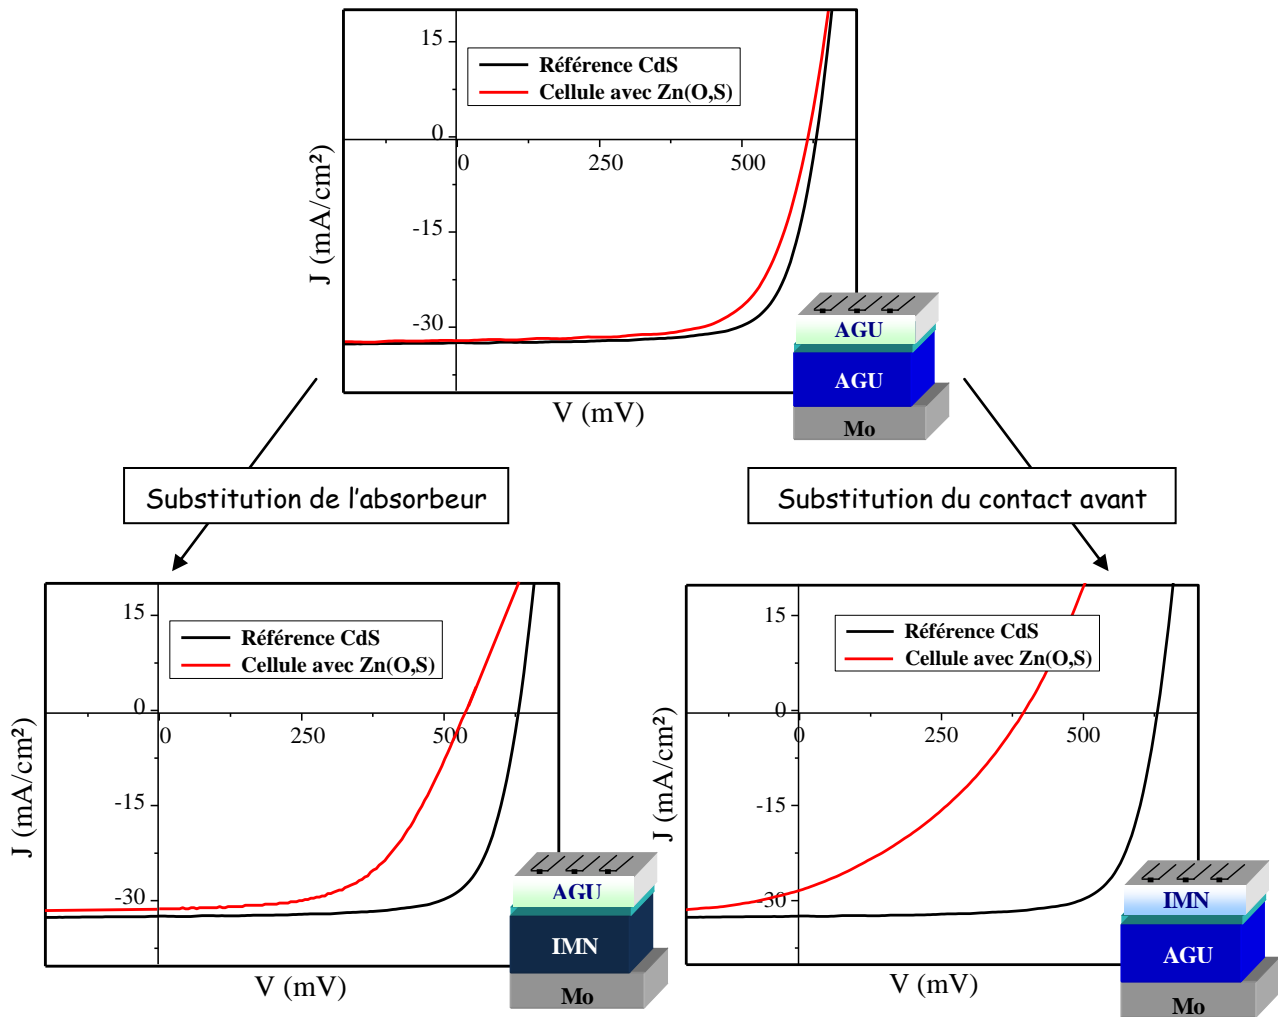 15
Référence CdS
Cellule avec Zn(O,S)
0
0
250
500
J (mA/cm²)
-15
-30
AGU
AGU
Mo
V (mV)
Substitution de l'absorbeur
Substitution du contact avant
15
Référence CdS
Cellule avec Zn(O,S)
0
0
250
500
J (mA/cm²)
-15
-30
AGU
IMN
Mo
V (mV)
15
Référence CdS
Cellule avec Zn(O,S)
0
0
250
500
J (mA/cm²)
-15
-30
IMN
AGU
Mo
V (mV)